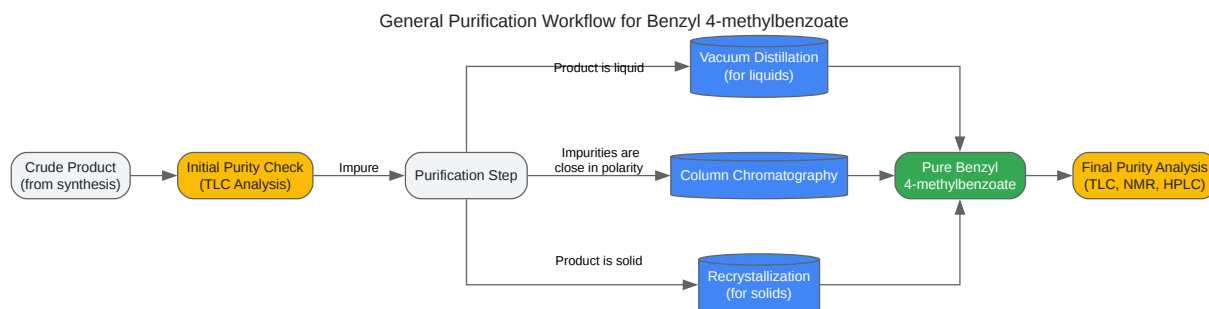 General Purification Workflow for Benzyl 4-methylbenzoate
Crude Product
(from synthesis)
Initial Purity Check
(TLC Analysis)
Impure
Purification Step
Product is liquid
Vacuum Distillation
(for liquids)
Impurities are
close in polarity
Column Chromatography
Product is solid
Recrystallization
(for solids)
Pure Benzyl
4-methylbenzoate
Final Purity Analysis
(TLC, NMR, HPLC)